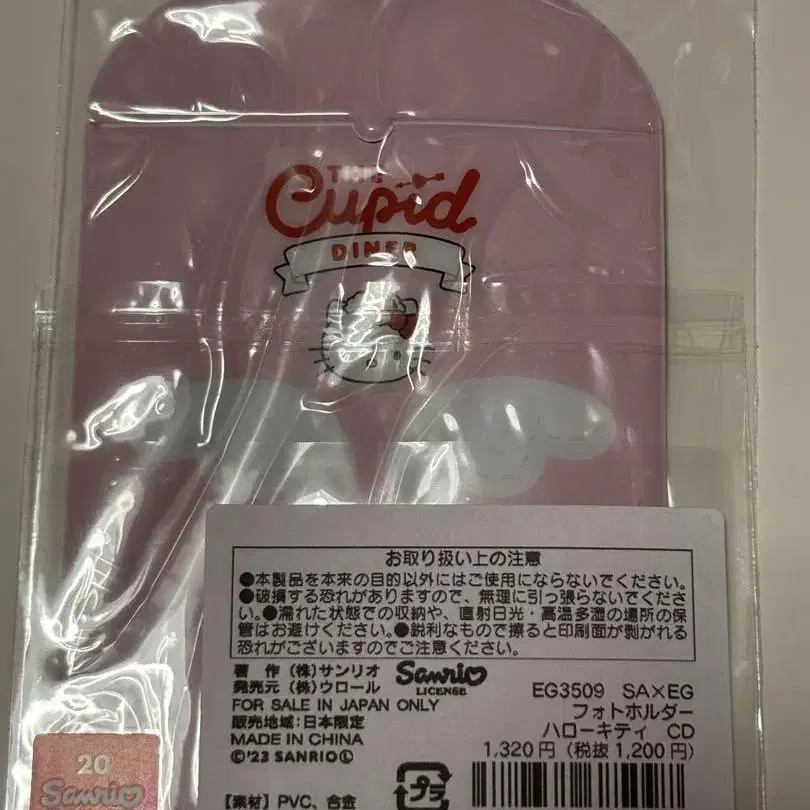 THE
Cupid
DINER
お取り扱い上の注意
●本製品を本来の目的以外にはご使用にならないでください。
●破損する恐れがありますので、無理に引っ張らないでくださ
い。●濡れた状態での収納や、直射日光・高温多湿の場所の保
管はお避けください。●鋭利なもので擦ると印刷面が剥がれる
恐れがございますのでご注意ください。
著　作 (株)サンリオ
発売元 (株)ウロール
Sanrio
LICENSE
FOR SALE IN JAPAN ONLY
販売地域:日本限定
MADE IN CHINA
©'23 SANRIO Ⓛ
EG3509 SA×EG
フォトホルダー
ハローキティ CD
1,320円(税抜1,200円)
20
Sanrio
プラ
【素材】PVC、合金